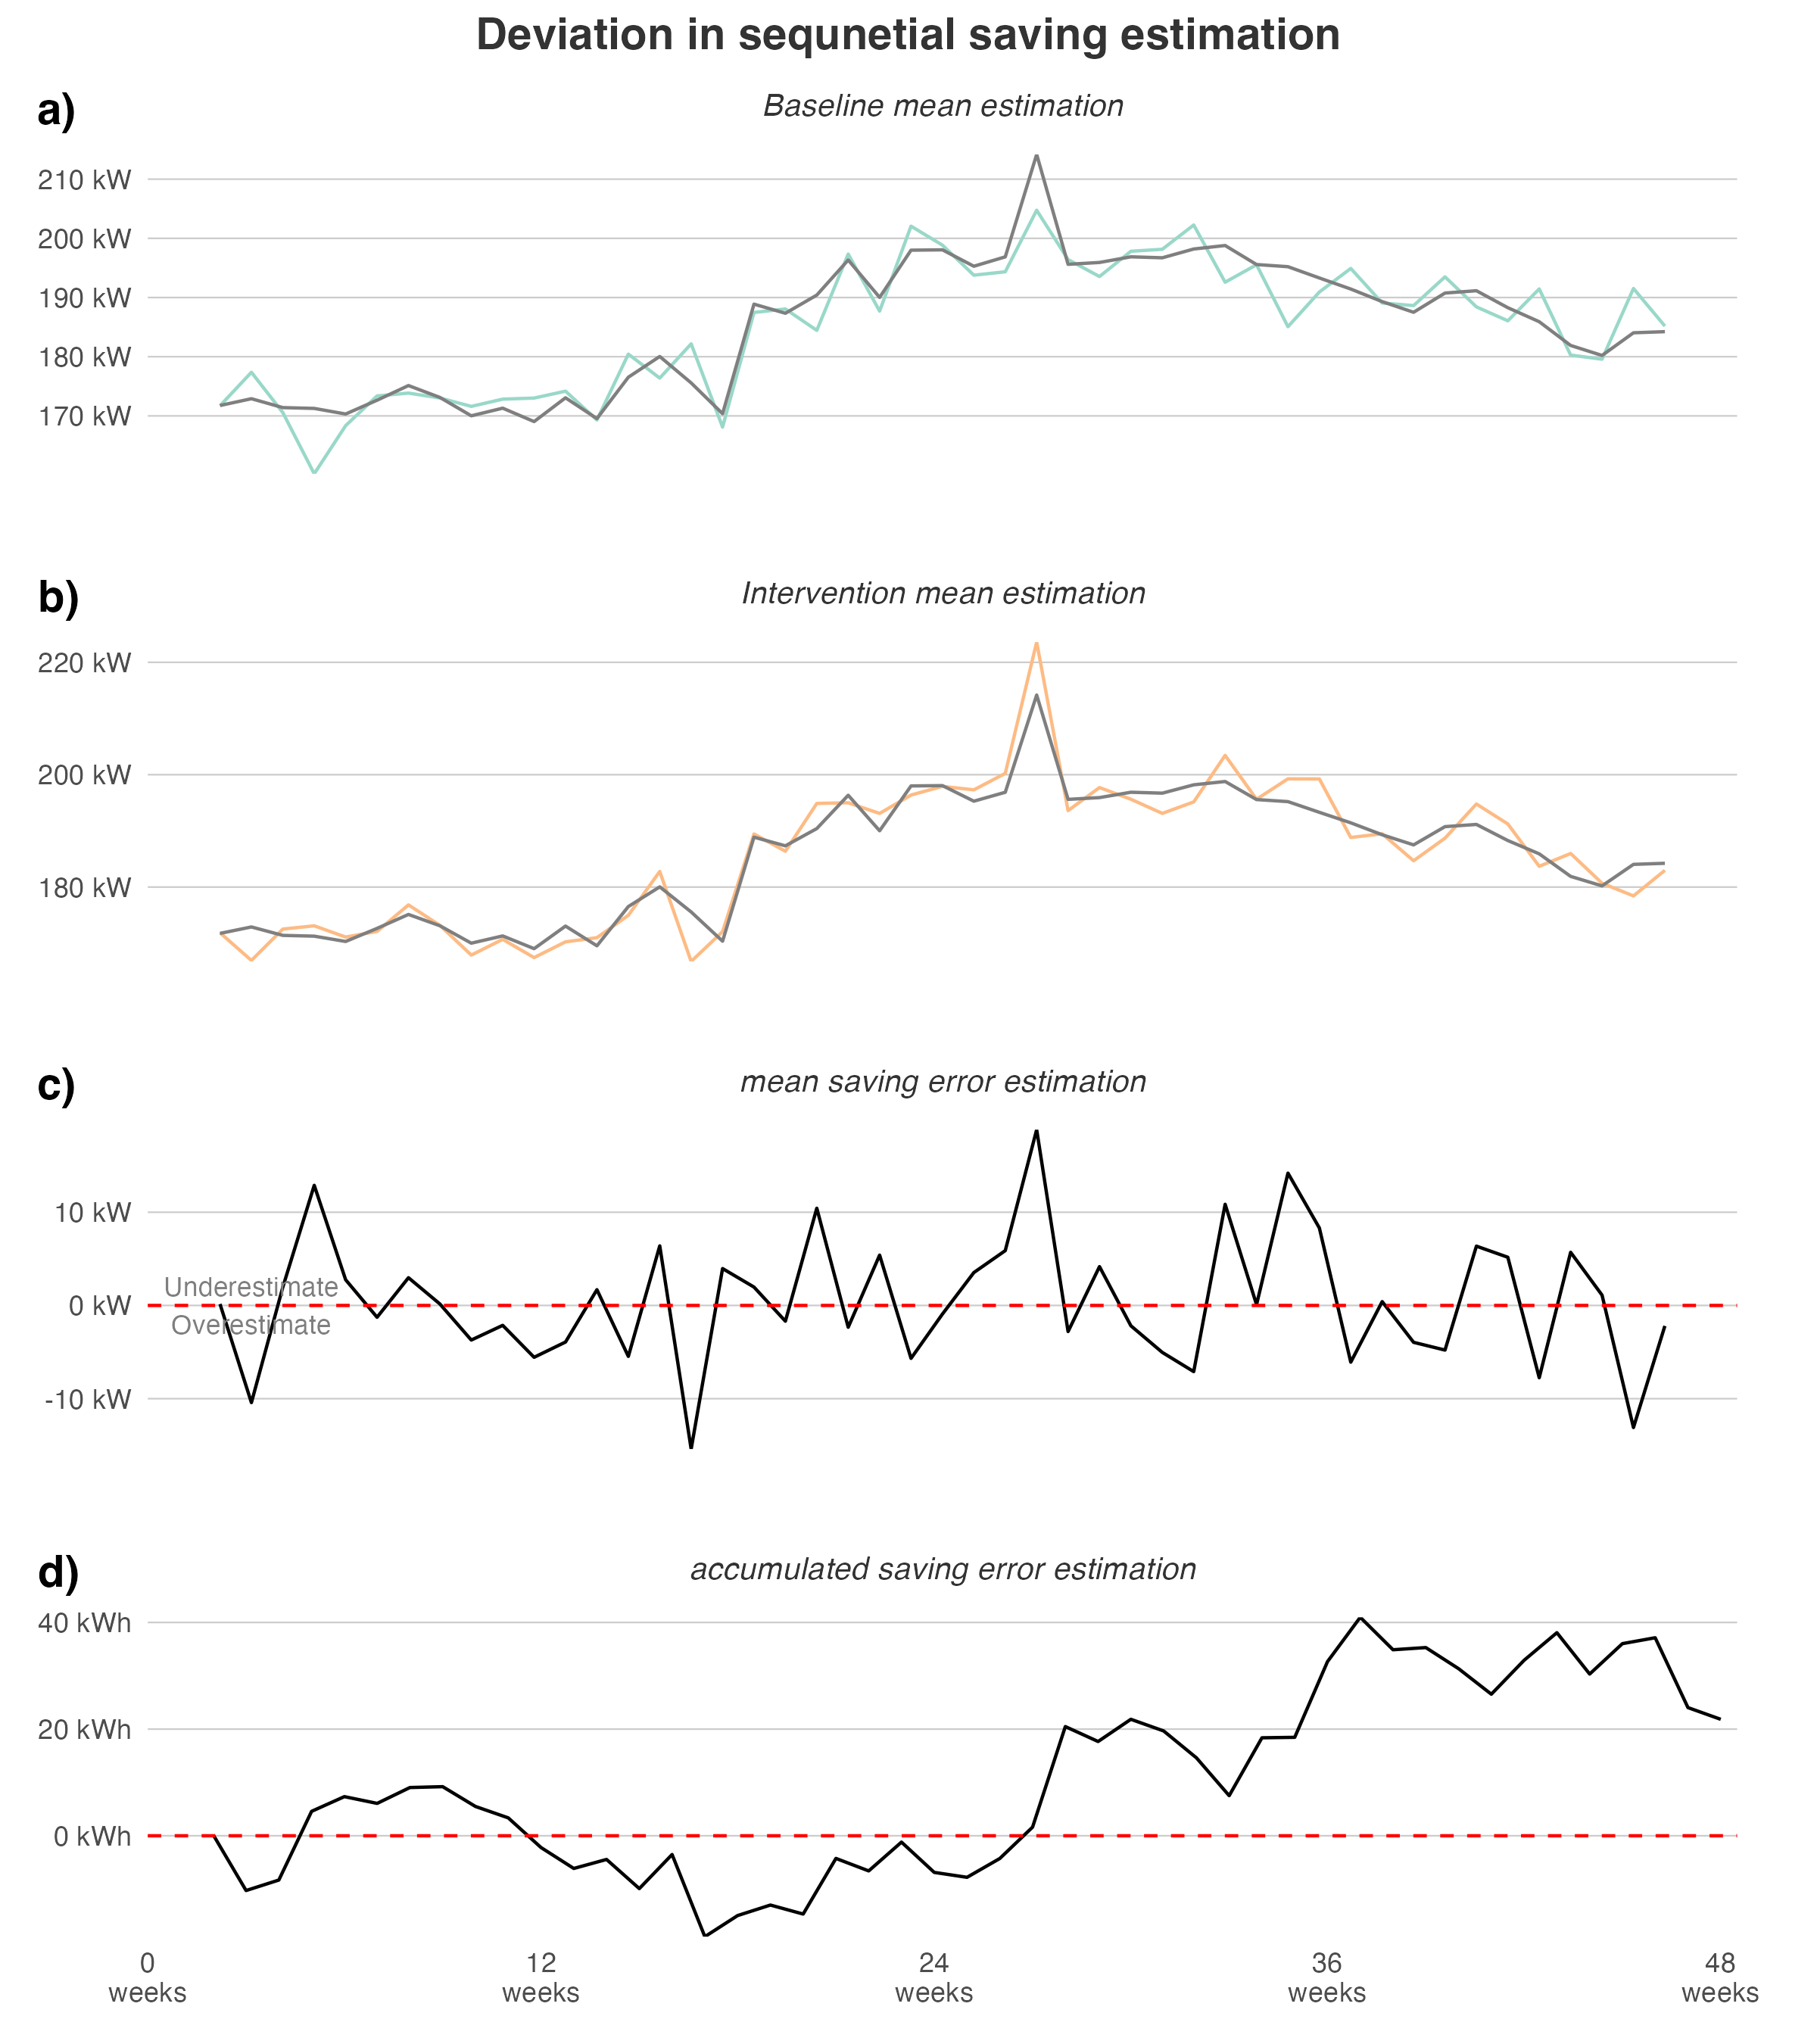 Deviation in sequnetial saving estimation
a)
Baseline mean estimation
210 kW
200 kW
190 kW
180 kW
170 kW
b)
Intervention mean estimation
220 kW
200 kW
180 kW
c)
mean saving error estimation
10 kW
Underestimate
0 kW
Overestimate
-10 kW
d)
accumulated saving error estimation
40 kWh
20 kWh
0 kWh
0 12 24 36 48
weeks weeks weeks weeks weeks